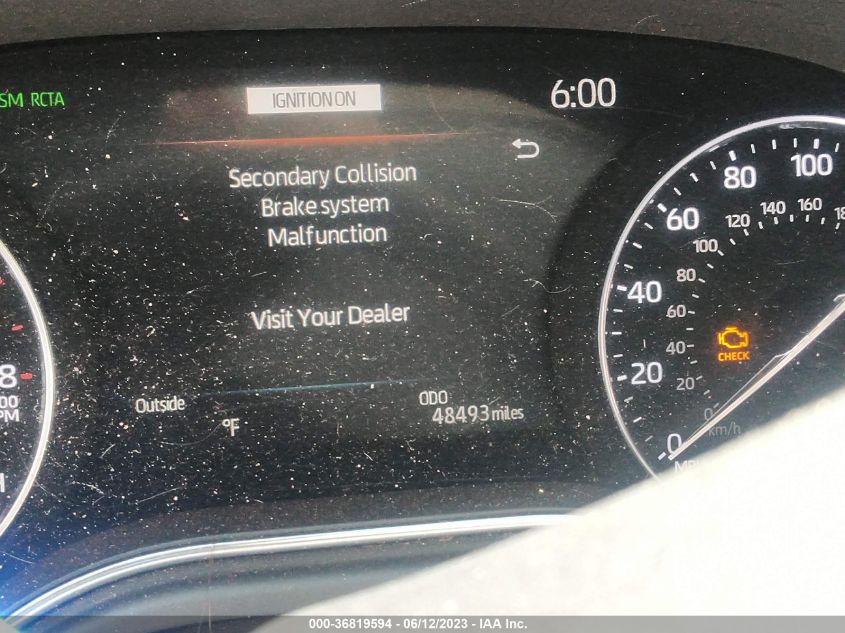 SM RCTA
IGNITION ON
6:00
Secondary Collision
Brake system
Malfunction
Visit Your Dealer
Outside
°F
ODO
48493 miles
8
100
80
60
40
20
0
160
140
120
100
80
60
40
20
0
km/h
CHECK
000-36819594 - 06/12/2023 - IAA Inc.